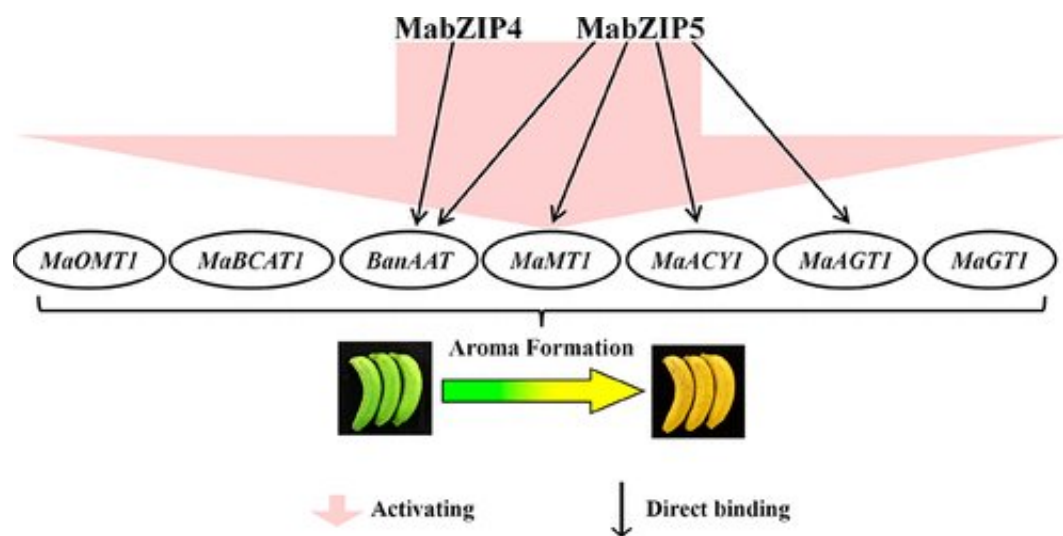 MabZIP4 MabZIP5
MaOMT1 MaBCAT1 BanAAT MaMT1 MaACY1 MaAGT1 MaGT1
Aroma Formation
Activating Direct binding